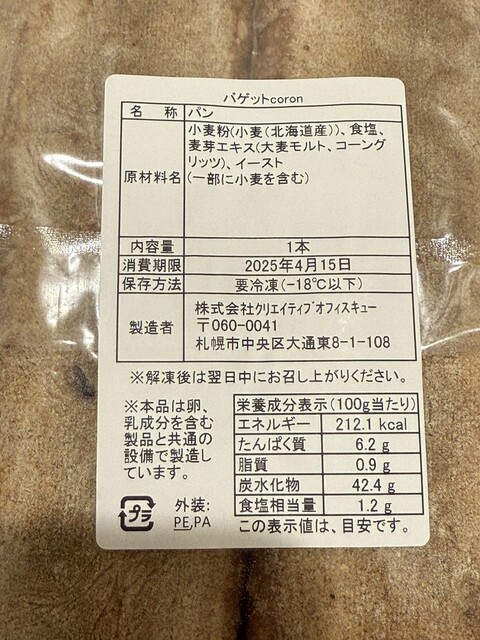 バゲットcoron
名 称 パン
原材料名 小麦粉(小麦(北海道産))、食塩、
麦芽エキス(大麦モルト、コーング
リッツ)、イースト
(一部に小麦を含む)
内容量 1本
消費期限 2025年4月15日
保存方法 要冷凍(-18℃以下)
製造者 株式会社クリエイティブオフィスキュー
〒060-0041
札幌市中央区大通東8-1-108
※解凍後は翌日中にお召し上がりください。
※本品は卵、
乳成分を含む
製品と共通の
設備で製造し
ています。
プラ
外装:
PE,PA
栄養成分表示(100g当たり)
エネルギー 212.1 kcal
たんぱく質 6.2 g
脂質 0.9 g
炭水化物 42.4 g
食塩相当量 1.2 g
この表示値は、目安です。